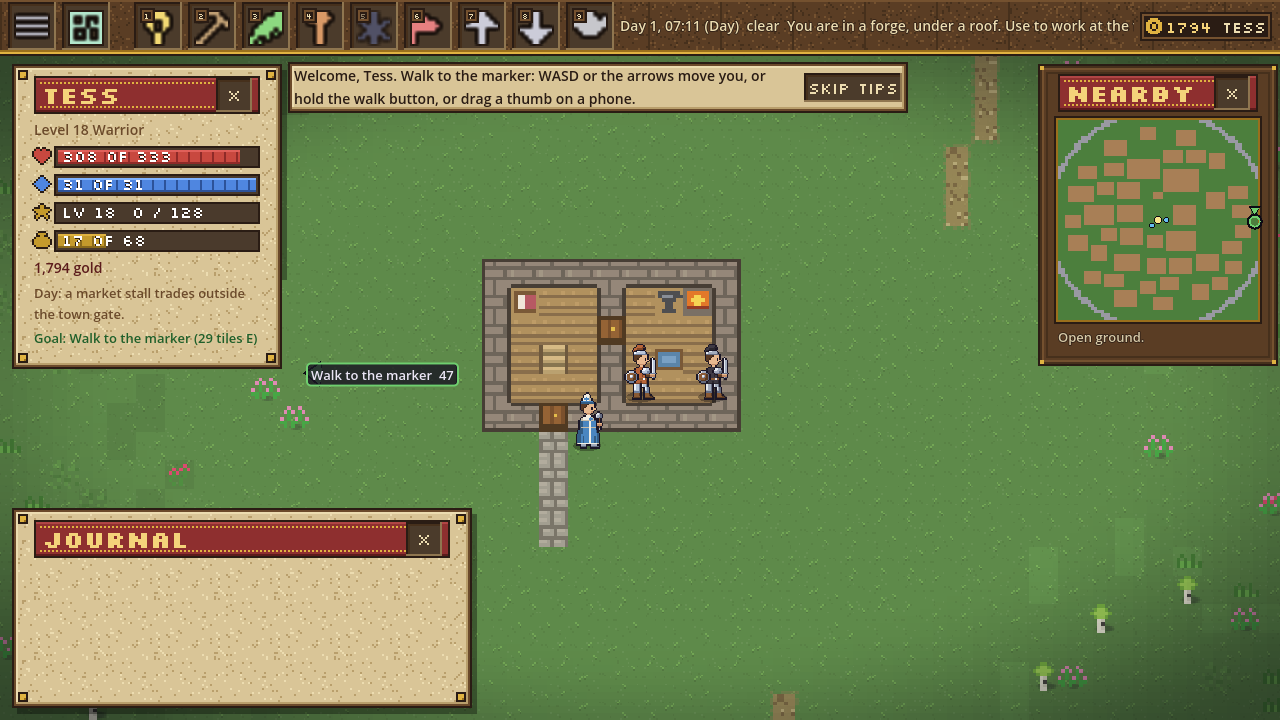 1 2 3 4 5 6 7 8 9
Day 1, 07:11 (Day)  clear  You are in a forge, under a roof. Use to work at the
1794 TESS
TESS
X
Level 18 Warrior
308 OF 333
31 OF 31
LV 18  0 / 128
17 OF 68
1,794 gold
Day: a market stall trades outside
the town gate.
Goal: Walk to the marker (29 tiles E)
Welcome, Tess. Walk to the marker: WASD or the arrows move you, or
hold the walk button, or drag a thumb on a phone.
SKIP TIPS
NEARBY
X
Open ground.
Walk to the marker  47
JOURNAL
X